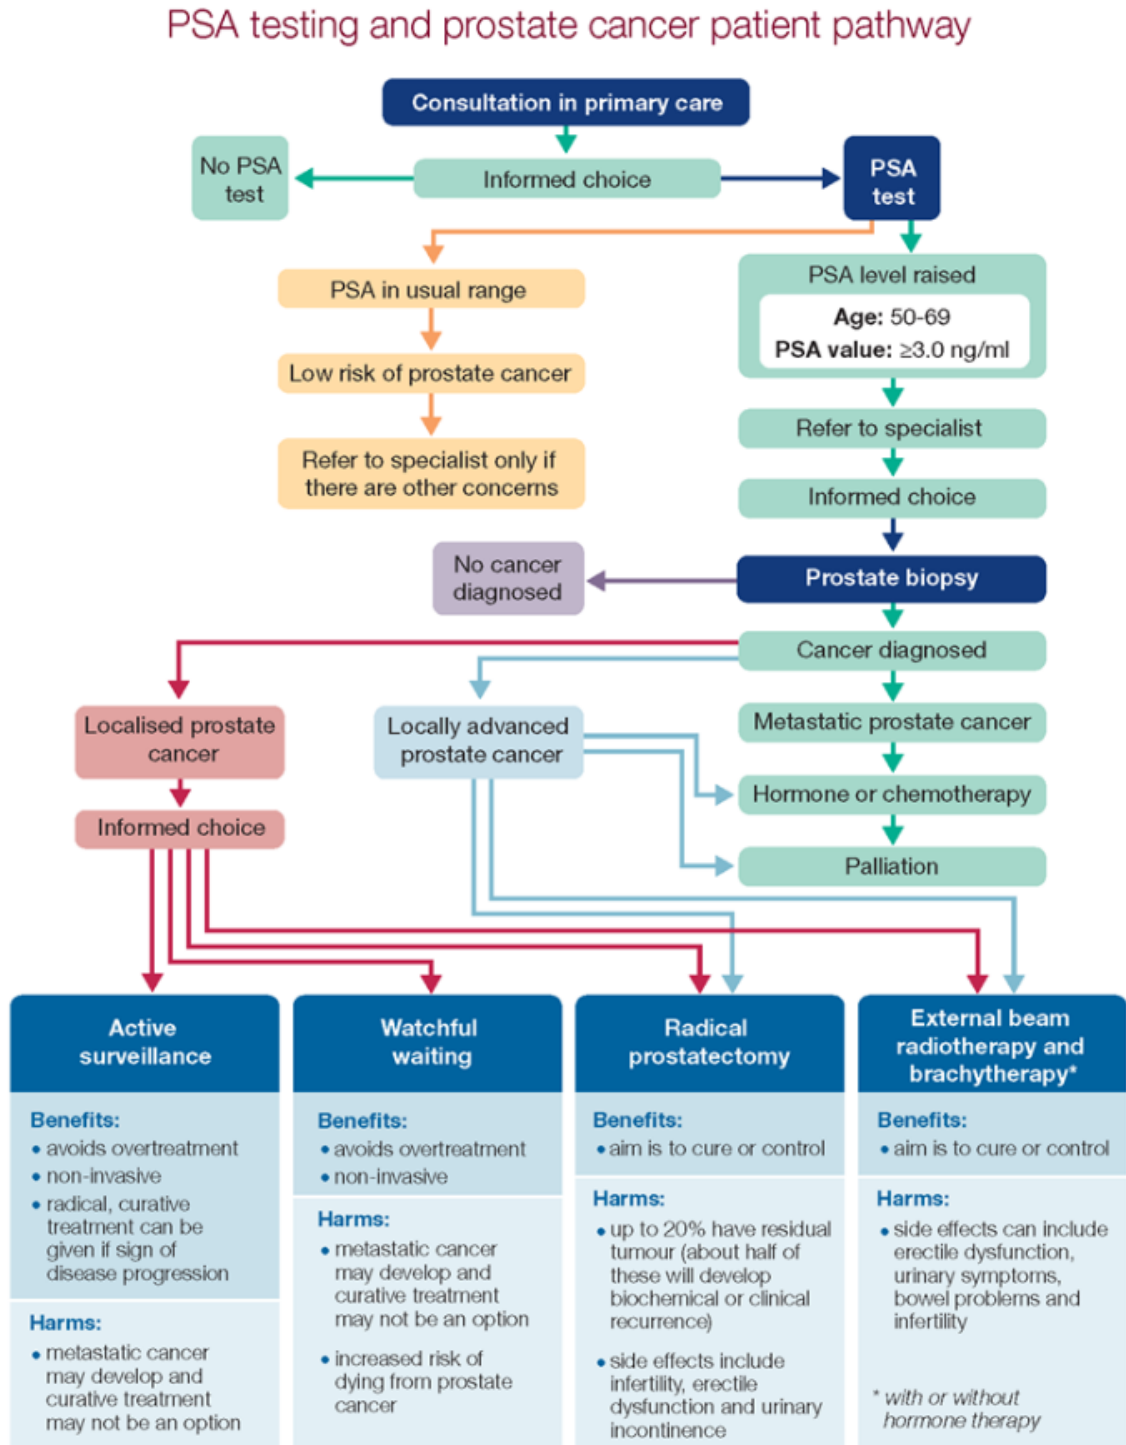 PSA testing and prostate cancer patient pathway
Consultation in primary care
No PSA
test
Informed choice
PSA
test
PSA in usual range
Low risk of prostate cancer
Refer to specialist only if
there are other concerns
PSA level raised
Age: 50-69
PSA value: ≥3.0 ng/ml
Refer to specialist
Informed choice
Prostate biopsy
No cancer
diagnosed
Cancer diagnosed
Localised prostate
cancer
Informed choice
Locally advanced
prostate cancer
Metastatic prostate cancer
Hormone or chemotherapy
Palliation
Active
surveillance
Benefits:
• avoids overtreatment
• non-invasive
• radical, curative
treatment can be
given if sign of
disease progression
Harms:
• metastatic cancer
may develop and
curative treatment
may not be an option
Watchful
waiting
Benefits:
• avoids overtreatment
• non-invasive
Harms:
• metastatic cancer
may develop and
curative treatment
may not be an option
• increased risk of
dying from prostate
cancer
Radical
prostatectomy
Benefits:
• aim is to cure or control
Harms:
• up to 20% have residual
tumour (about half of
these will develop
biochemical or clinical
recurrence)
• side effects include
infertility, erectile
dysfunction and urinary
incontinence
External beam
radiotherapy and
brachytherapy*
Benefits:
• aim is to cure or control
Harms:
• side effects can include
erectile dysfunction,
urinary symptoms,
bowel problems and
infertility
* with or without
hormone therapy